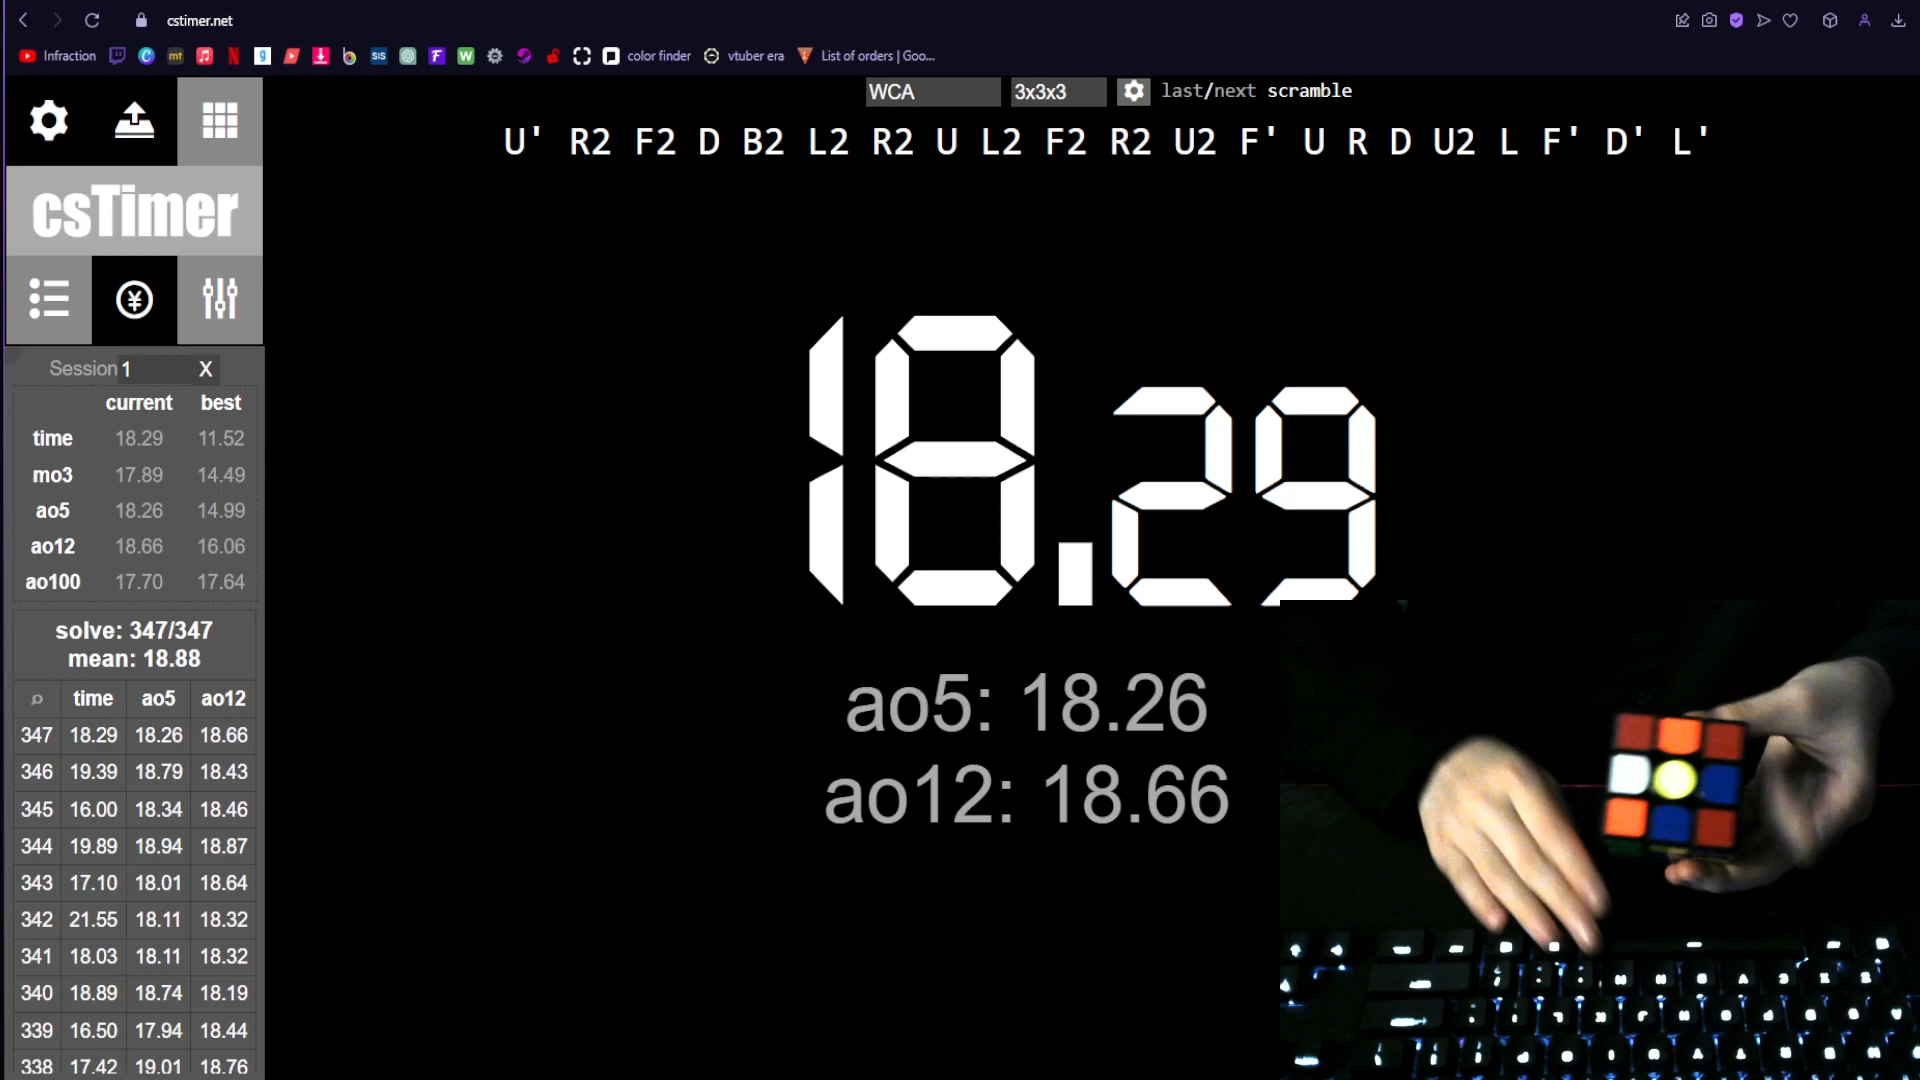 cstimer.net
Infraction
mt
g
SIS
F
W
color finder
vtuber era
List of orders | Goo...
WCA
3x3x3
last/next scramble
U' R2 F2 D B2 L2 R2 U L2 F2 R2 U2 F' U R D U2 L F' D' L'
csTimer
Session 1 X
current best
time 18.29 11.52
mo3 17.89 14.49
ao5 18.26 14.99
ao12 18.66 16.06
ao100 17.70 17.64
solve: 347/347
mean: 18.88
time ao5 ao12
347 18.29 18.26 18.66
346 19.39 18.79 18.43
345 16.00 18.34 18.46
344 19.89 18.94 18.87
343 17.10 18.01 18.64
342 21.55 18.11 18.32
341 18.03 18.11 18.32
340 18.89 18.74 18.19
339 16.50 17.94 18.44
338 17.42 19.01 18.76
18.29
ao5: 18.26
ao12: 18.66